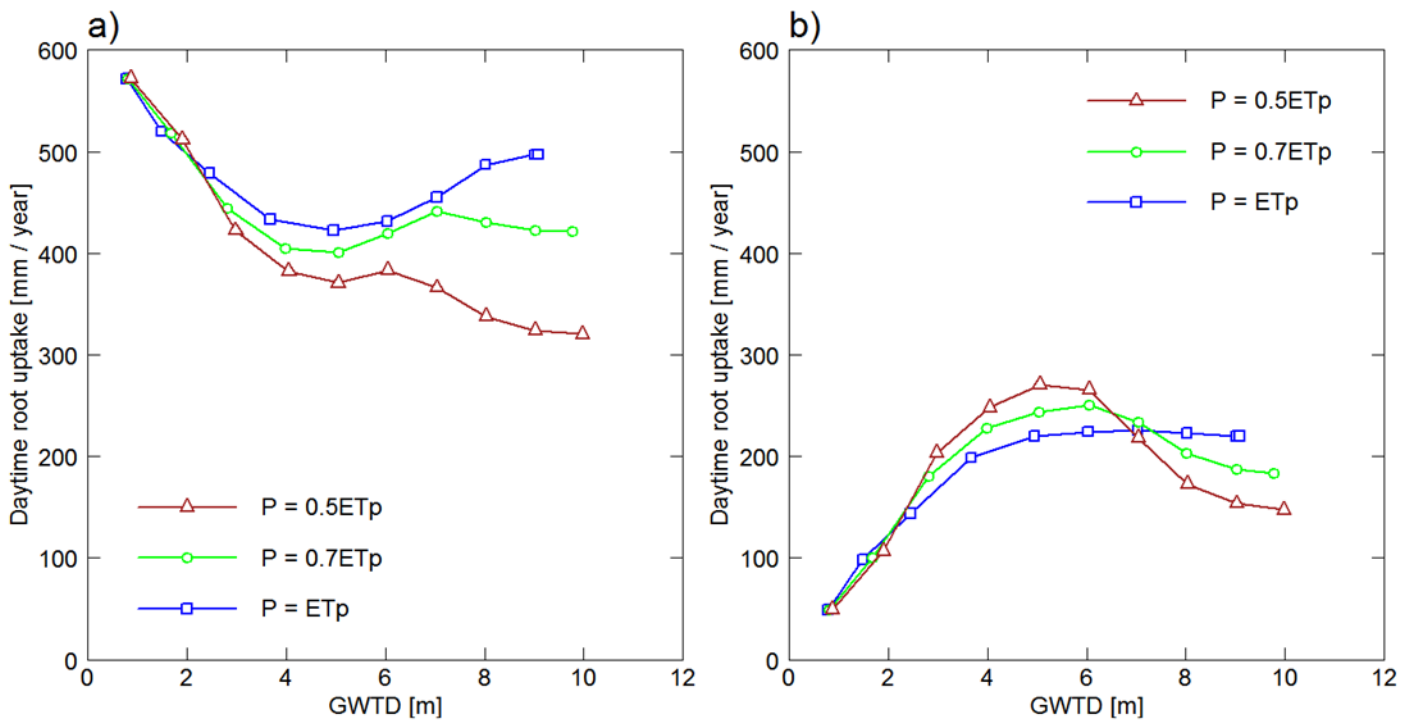 a)
600
500
400
300
200
100
0
Daytime root uptake [mm / year]
P = 0.5ETp
P = 0.7ETp
P = ETp
0 2 4 6 8 10 12
GWTD [m]
b)
600
500
400
300
200
100
0
Daytime root uptake [mm / year]
P = 0.5ETp
P = 0.7ETp
P = ETp
0 2 4 6 8 10 12
GWTD [m]